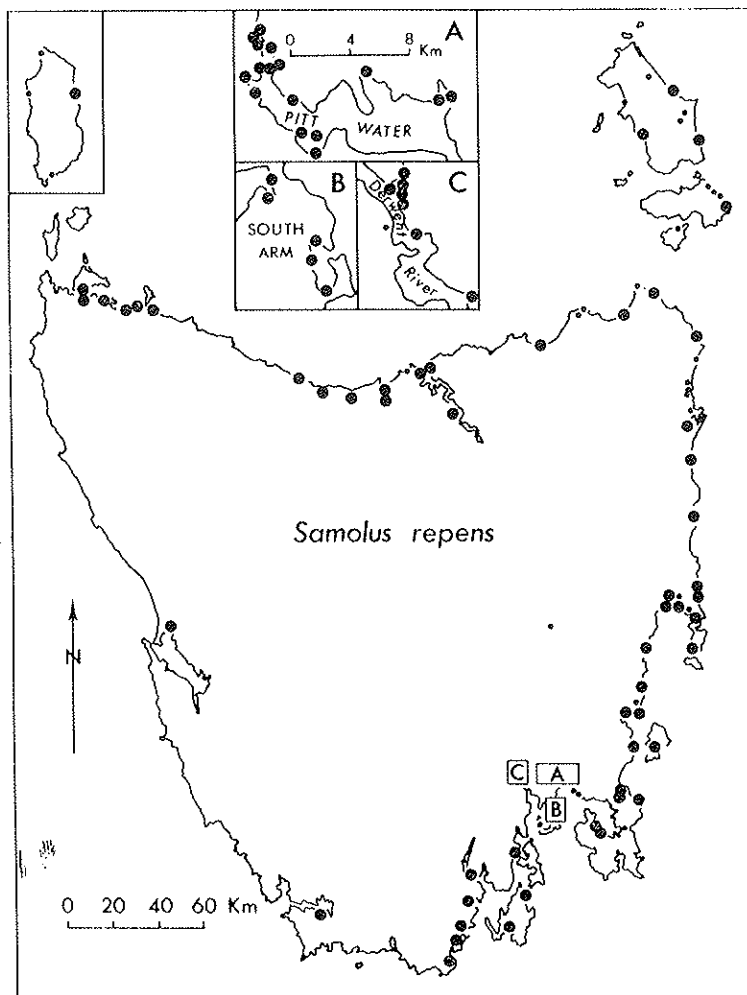 A
0 4 8
Km
PITT
WATER
B
SOUTH
ARM
C
Derwent
River
Samolus repens
N
C
A
B
0 20 40 60 Km